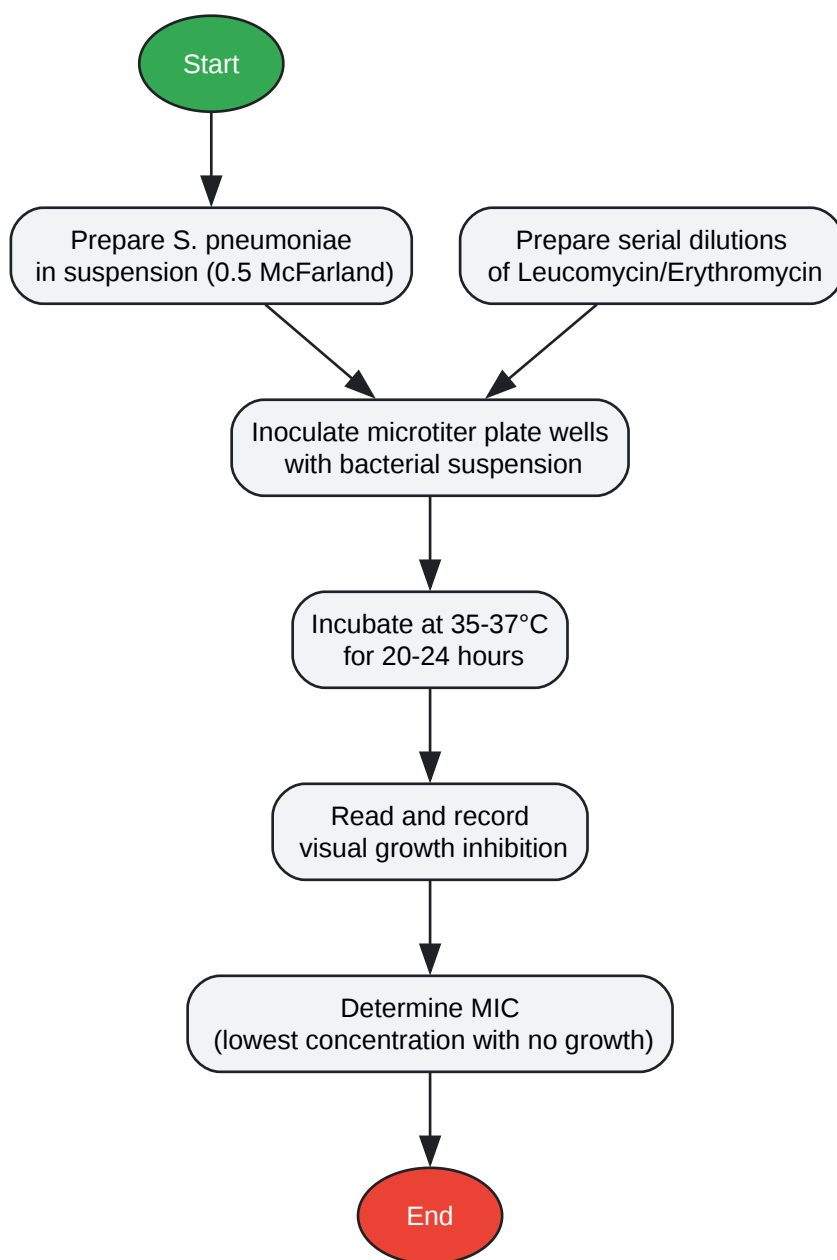 Start
Prepare S. pneumoniae
in suspension (0.5 McFarland)
Prepare serial dilutions
of Leucomycin/Erythromycin
Inoculate microtiter plate wells
with bacterial suspension
Incubate at 35-37°C
for 20-24 hours
Read and record
visual growth inhibition
Determine MIC
(lowest concentration with no growth)
End